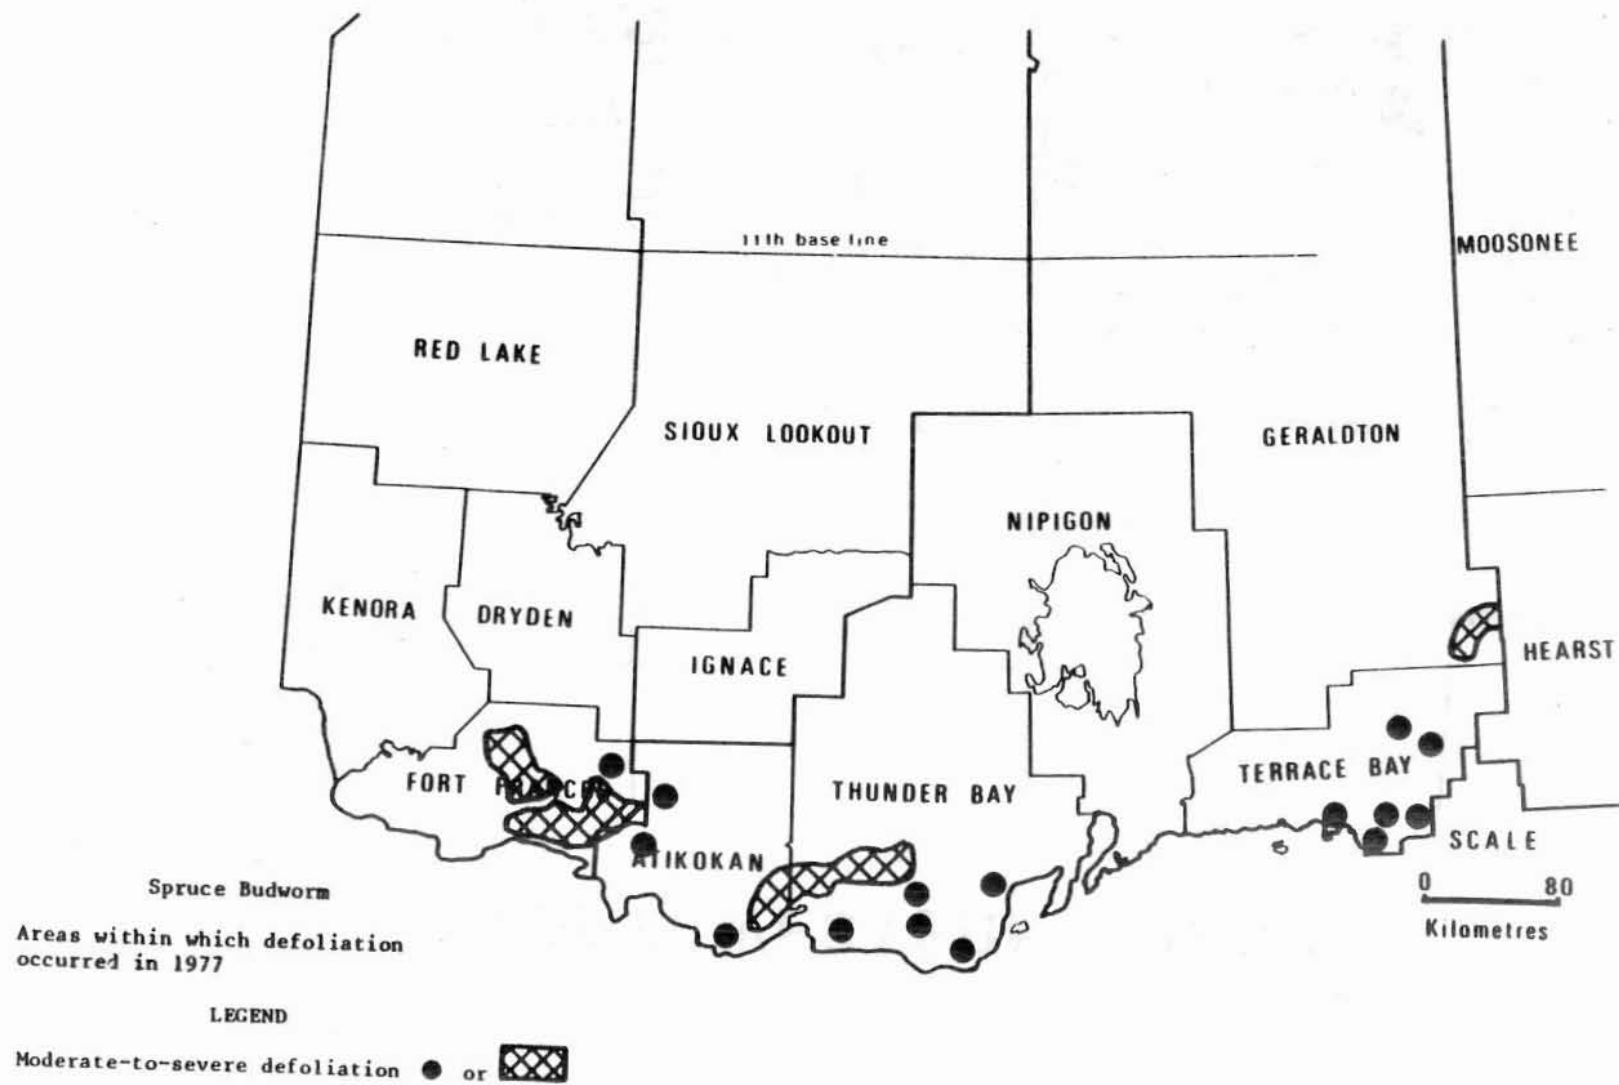 11th base line
MOOSONEE
RED LAKE
SIOUX LOOKOUT
GERALDTON
NIPIGON
KENORA
DRYDEN
IGNACE
HEARST
FORT FRANCES
THUNDER BAY
TERRACE BAY
ATIKOKAN
SCALE
0 80
Kilometres
Spruce Budworm
Areas within which defoliation
occurred in 1977
LEGEND
Moderate-to-severe defoliation or